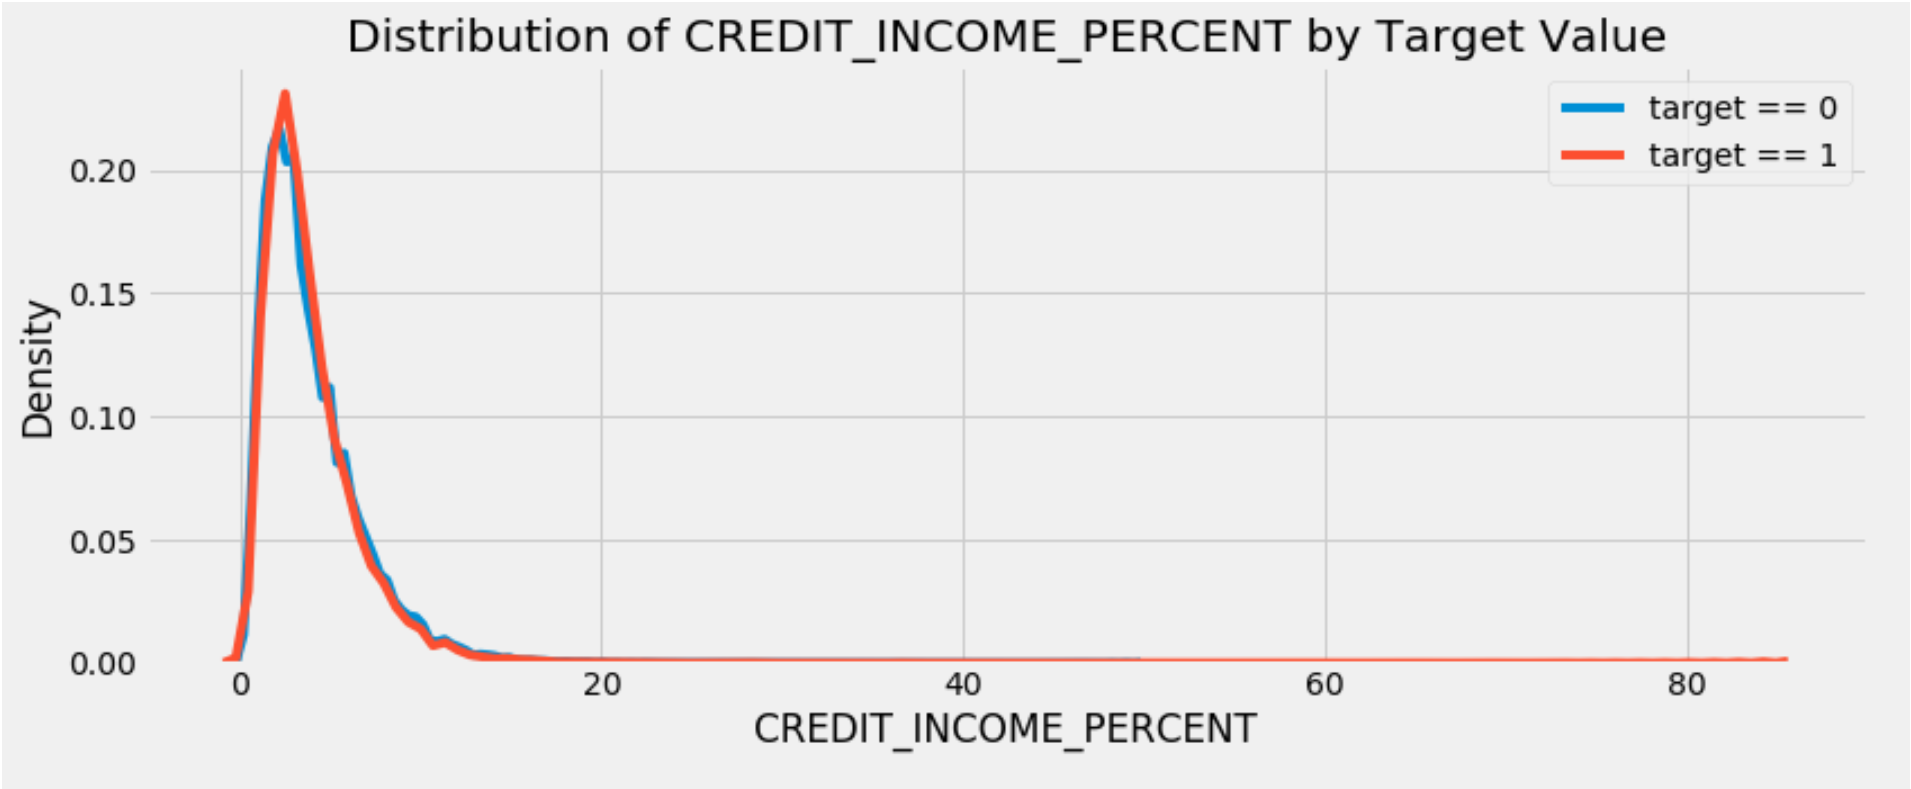 Distribution of CREDIT_INCOME_PERCENT by Target Value
target == 0
target == 1
Density
0.20
0.15
0.10
0.05
0.00
0 20 40 60 80
CREDIT_INCOME_PERCENT